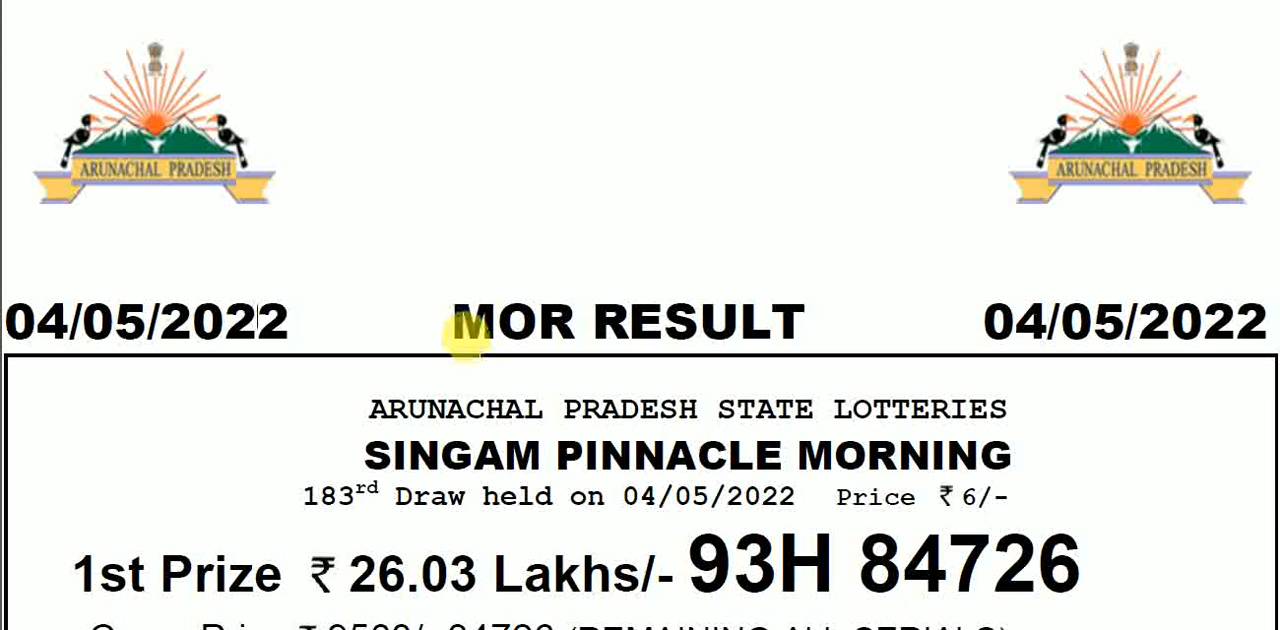 ARUNACHAL PRADESH
ARUNACHAL PRADESH
04/05/2022 MOR RESULT 04/05/2022
ARUNACHAL PRADESH STATE LOTTERIES
SINGAM PINNACLE MORNING
183rd Draw held on 04/05/2022 Price ₹ 6/-
1st Prize ₹ 26.03 Lakhs/- 93H 84726